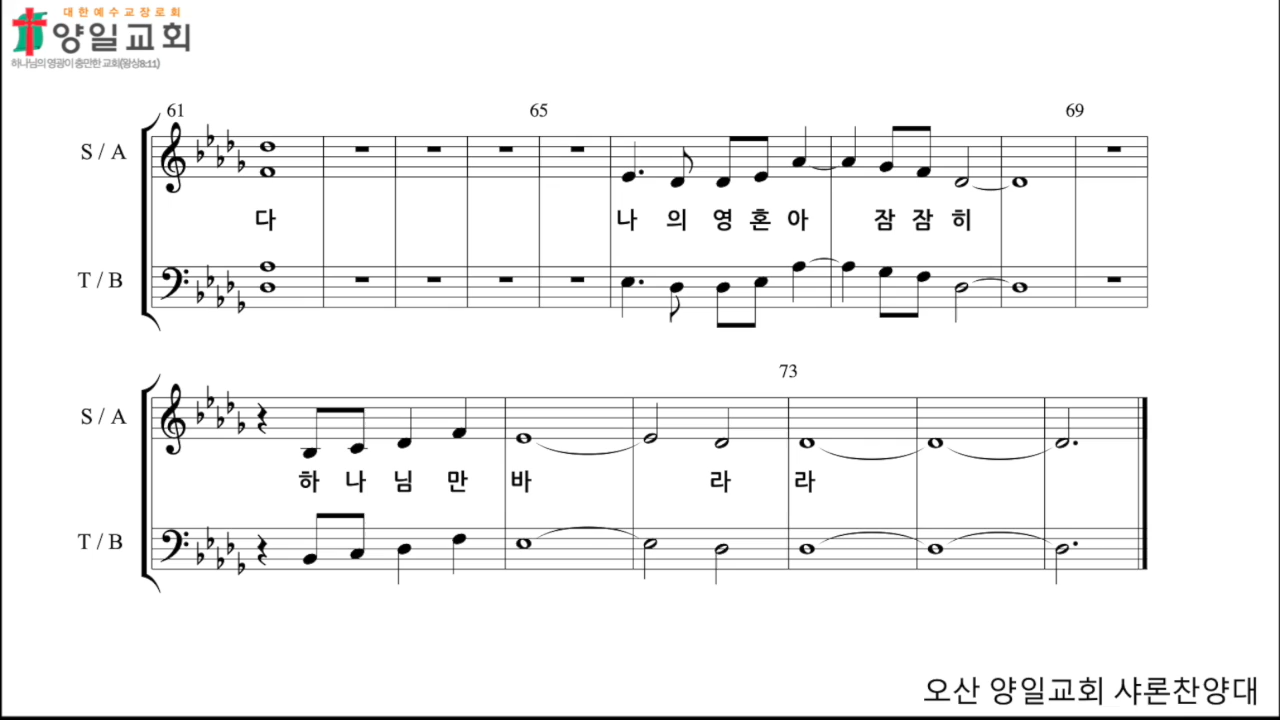 대한예수교장로회
양일교회
하나님의 영광이 충만한 교회(왕상8:11)
61 65 69
S / A
다 나 의 영 혼 아 잠 잠 히
T / B
73
S / A
하 나 님 만 바 라 라
T / B
오산 양일교회 샤론찬양대